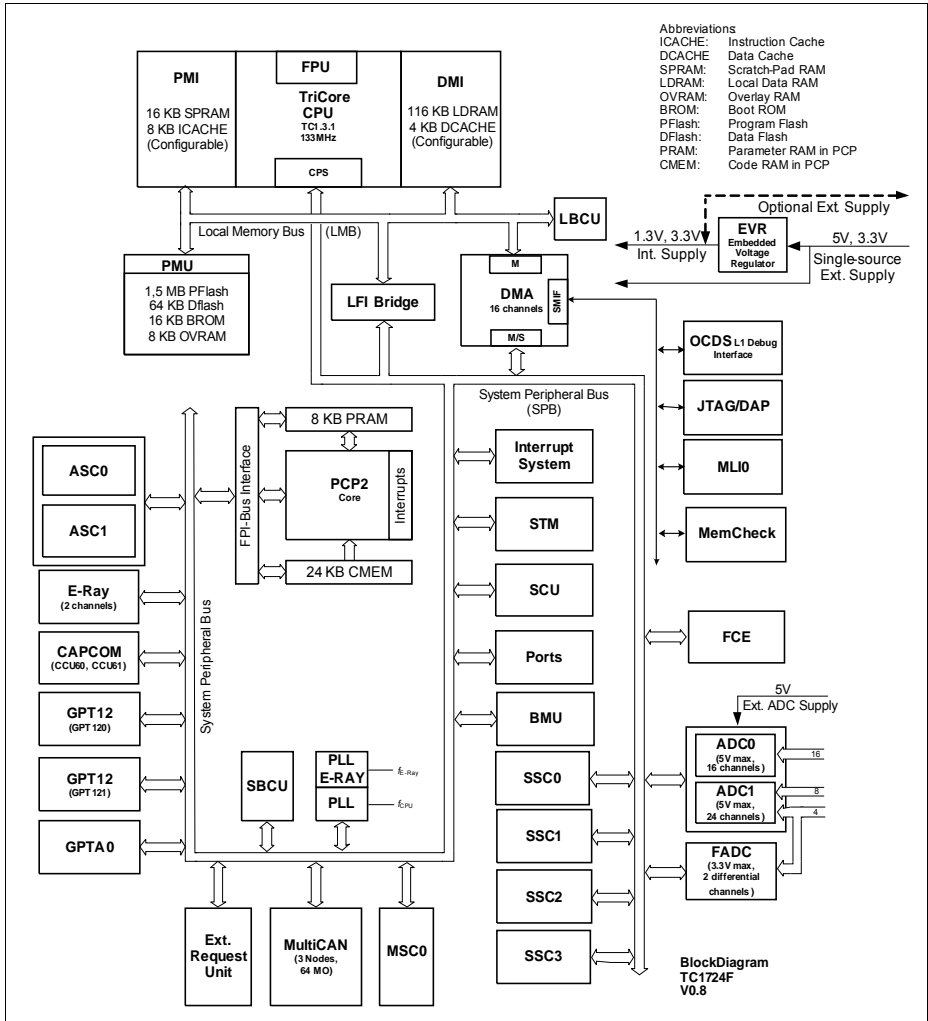 Abbreviations:
ICACHE: Instruction Cache
DCACHE Data Cache
SPRAM: Scratch-Pad RAM
LDRAM: Local Data RAM
OVRAM: Overlay RAM
BROM: Boot ROM
PFlash: Program Flash
DFlash: Data Flash
PRAM: Parameter RAM in PCP
CMEM: Code RAM in PCP
PMI
16 KB SPRAM
8 KB ICACHE
(Configurable)
FPU
TriCore
CPU
TC1.3.1
133MHz
CPS
DMI
116 KB LDRAM
4 KB DCACHE
(Configurable)
Local Memory Bus (LMB)
LBCU
Optional Ext. Supply
1.3V, 3.3V
Int. Supply
EVR
Embedded
Voltage
Regulator
5V, 3.3V
Single-source
Ext. Supply
PMU
1,5 MB PFlash
64 KB Dflash
16 KB BROM
8 KB OVRAM
LFI Bridge
M
DMA
16 channels
SMIF
M/S
OCDS L1 Debug
Interface
JTAG/DAP
MLI0
MemCheck
System Peripheral Bus
(SPB)
FPI-Bus Interface
8 KB PRAM
PCP2
Core
Interrupts
24 KB CMEM
ASC0
ASC1
E-Ray
(2 channels)
CAPCOM
(CCU60, CCU61)
GPT12
(GPT120)
GPT12
(GPT121)
GPTA0
System Peripheral Bus
Interrupt
System
STM
SCU
Ports
BMU
SSC0
SSC1
SSC2
SSC3
FCE
5V
Ext. ADC Supply
ADC0
(5V max,
16 channels)
16
ADC1
(5V max,
24 channels)
8
4
FADC
(3.3V max,
2 differential
channels)
SBCU
PLL
E-RAY
fE-Ray
PLL
fCPU
Ext.
Request
Unit
MultiCAN
(3 Nodes,
64 MO)
MSC0
BlockDiagram
TC1724F
V0.8